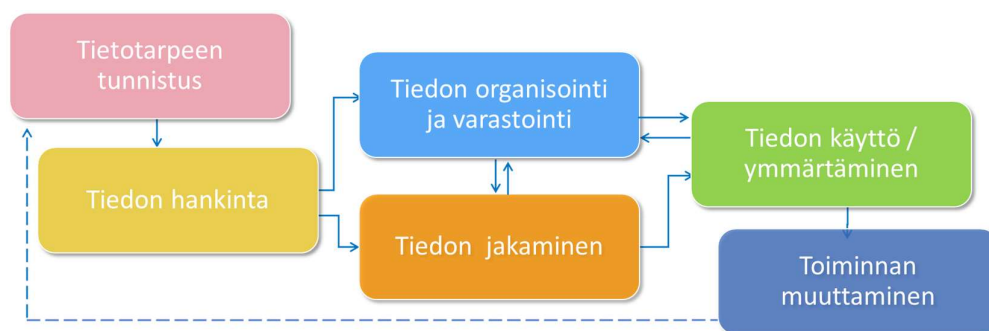 Tietotarpeen
tunnistus
Tiedon hankinta
Tiedon organisointi
ja varastointi
Tiedon jakaminen
Tiedon käyttö /
ymmärtäminen
Toiminnan
muuttaminen